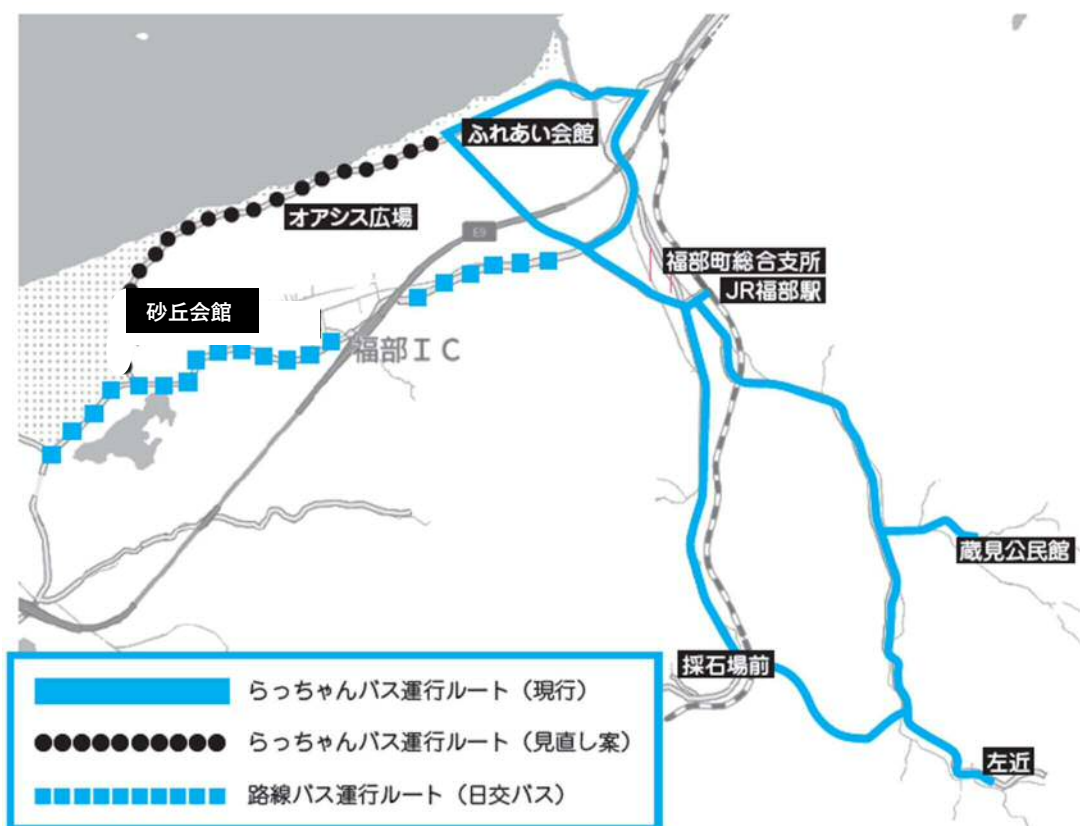 ふれあい会館
オアシス広場
E9
福部町総合支所
JR福部駅
砂丘会館
福部ＩＣ
蔵見公民館
採石場前
左近
らっちゃんバス運行ルート（現行）
らっちゃんバス運行ルート（見直し案）
路線バス運行ルート（日交バス）